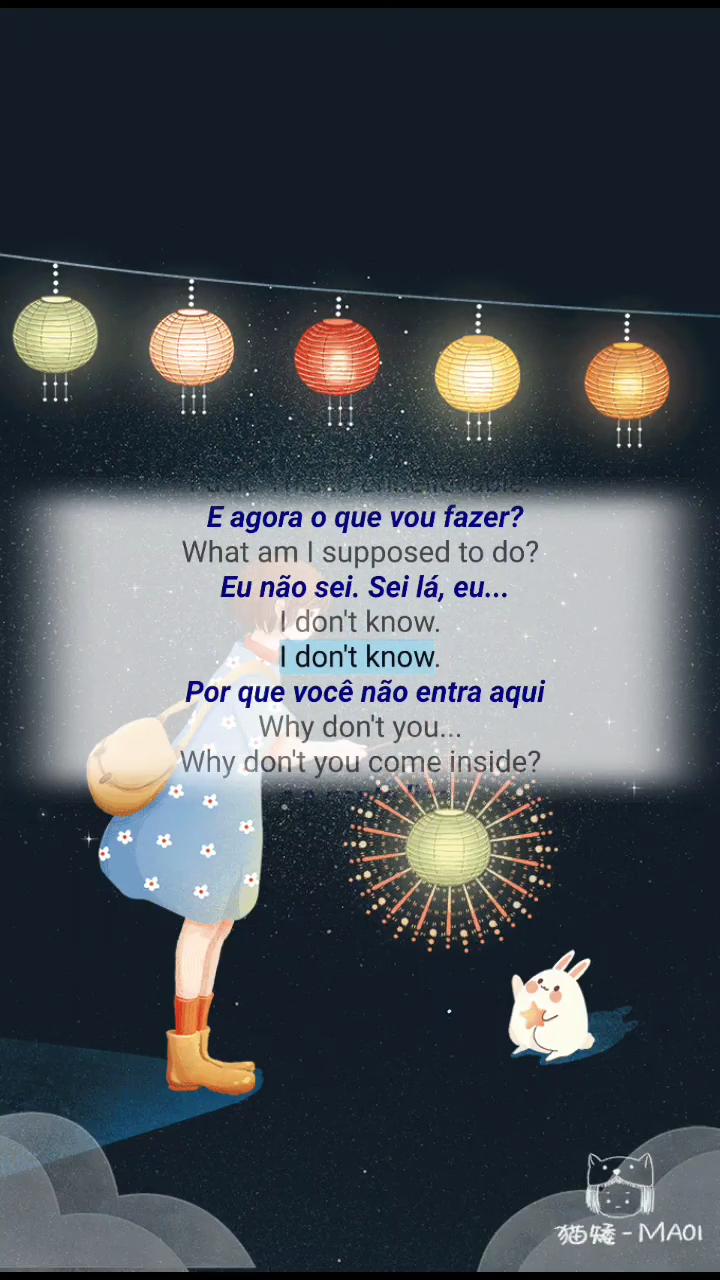 E agora o que vou fazer?
What am I supposed to do?
Eu não sei. Sei lá, eu...
I don't know.
I don't know.
Por que você não entra aqui
Why don't you...
Why don't you come inside?
猫矮-MAOI